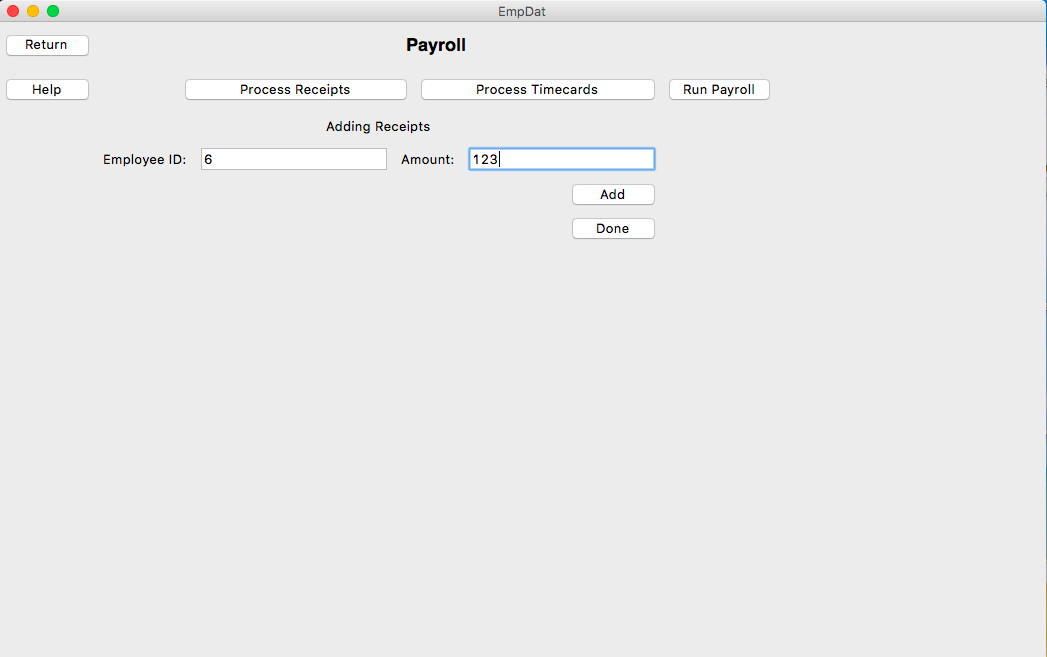 EmpDat
Return
Payroll
Help
Process Receipts
Process Timecards
Run Payroll
Adding Receipts
Employee ID: 6 Amount: 123
Add
Done